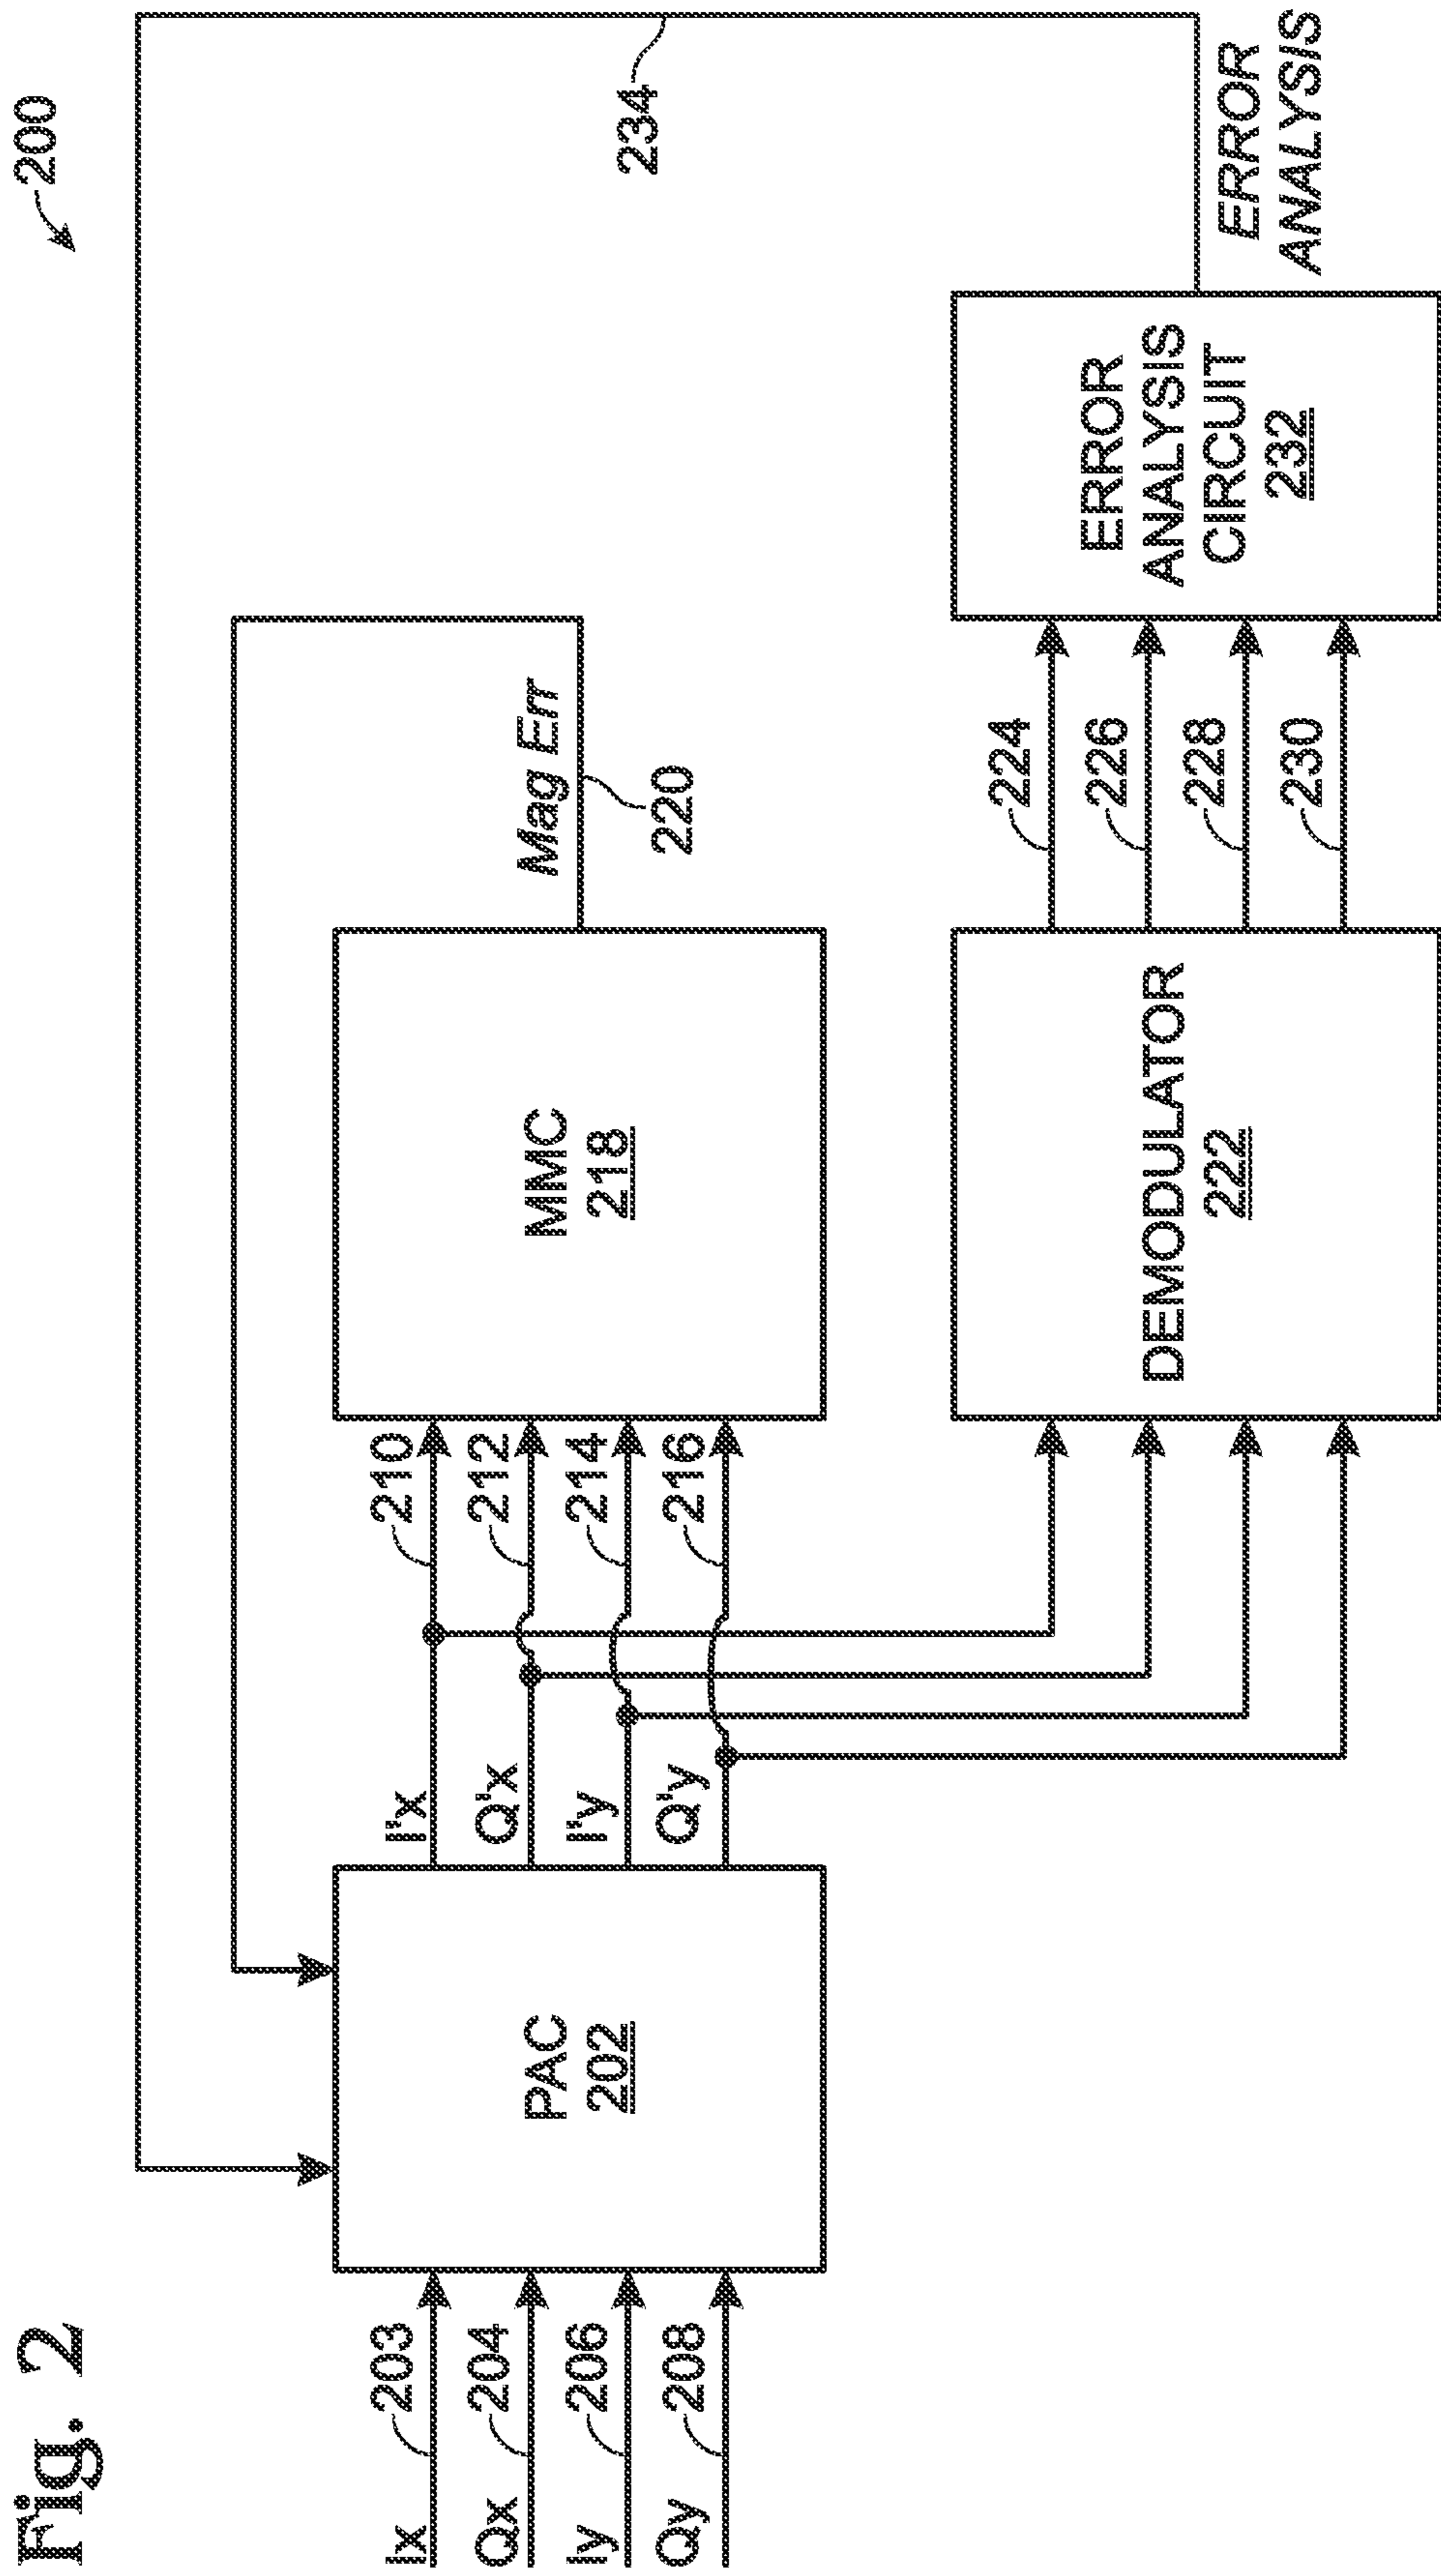 Fig. 2
200
Ix
203
Qx
204
Iy
206
Qy
208
PAC
202
I'x
210
Q'x
212
I'y
214
Q'y
216
MMC
218
Mag Err
220
DEMODULATOR
222
224
226
228
230
ERROR
ANALYSIS
CIRCUIT
232
234
ERROR
ANALYSIS